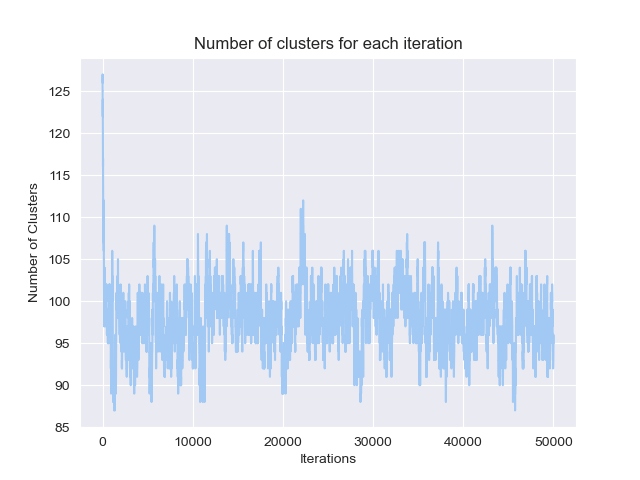 Number of clusters for each iteration
125
120
115
110
105
100
95
90
85
Number of Clusters
0 10000 20000 30000 40000 50000
Iterations